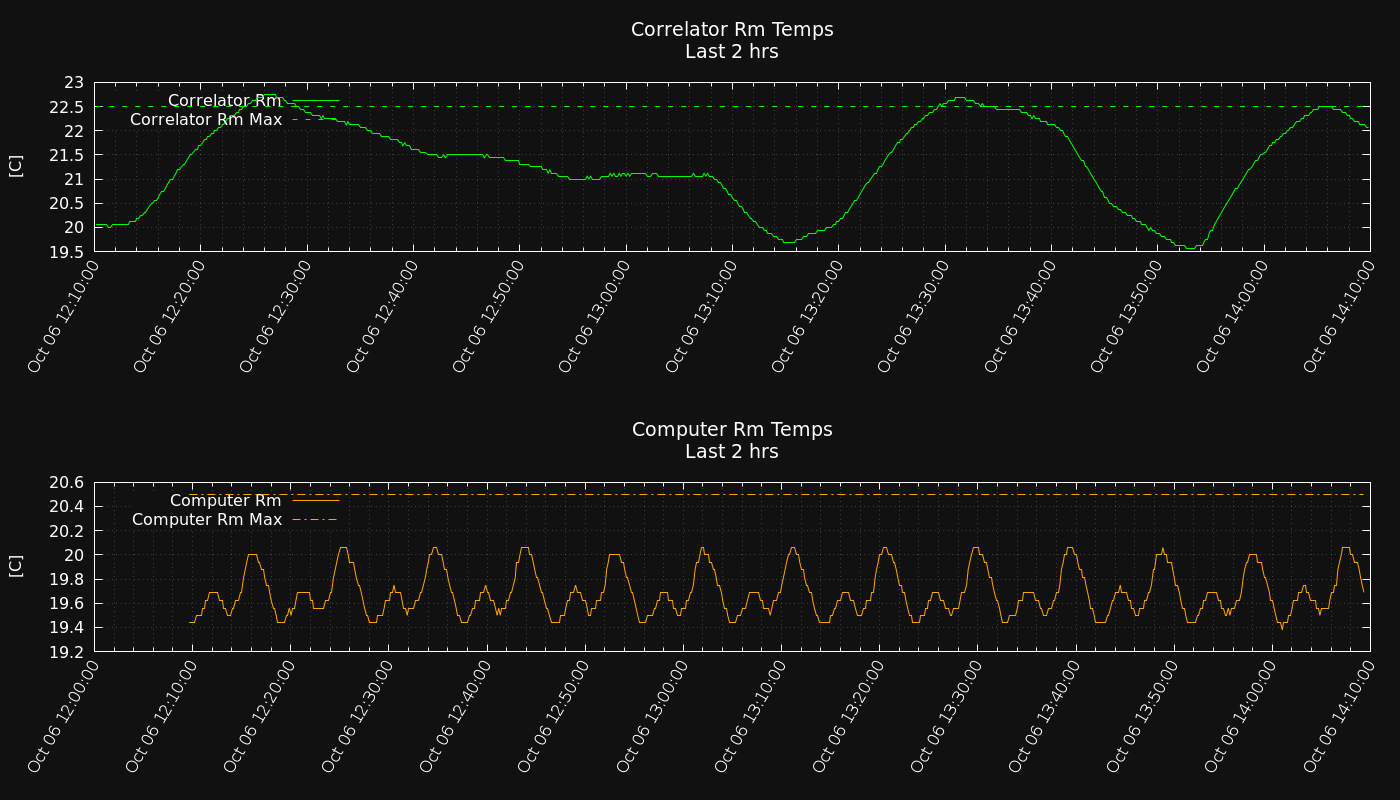 Correlator Rm Temps
Last 2 hrs
23
22.5
22
21.5
21
20.5
20
19.5
[C]
Correlator Rm
Correlator Rm Max
Oct 06 12:10:00
Oct 06 12:20:00
Oct 06 12:30:00
Oct 06 12:40:00
Oct 06 12:50:00
Oct 06 13:00:00
Oct 06 13:10:00
Oct 06 13:20:00
Oct 06 13:30:00
Oct 06 13:40:00
Oct 06 13:50:00
Oct 06 14:00:00
Oct 06 14:10:00
Computer Rm Temps
Last 2 hrs
20.6
20.4
20.2
20
19.8
19.6
19.4
19.2
[C]
Computer Rm
Computer Rm Max
Oct 06 12:00:00
Oct 06 12:10:00
Oct 06 12:20:00
Oct 06 12:30:00
Oct 06 12:40:00
Oct 06 12:50:00
Oct 06 13:00:00
Oct 06 13:10:00
Oct 06 13:20:00
Oct 06 13:30:00
Oct 06 13:40:00
Oct 06 13:50:00
Oct 06 14:00:00
Oct 06 14:10:00